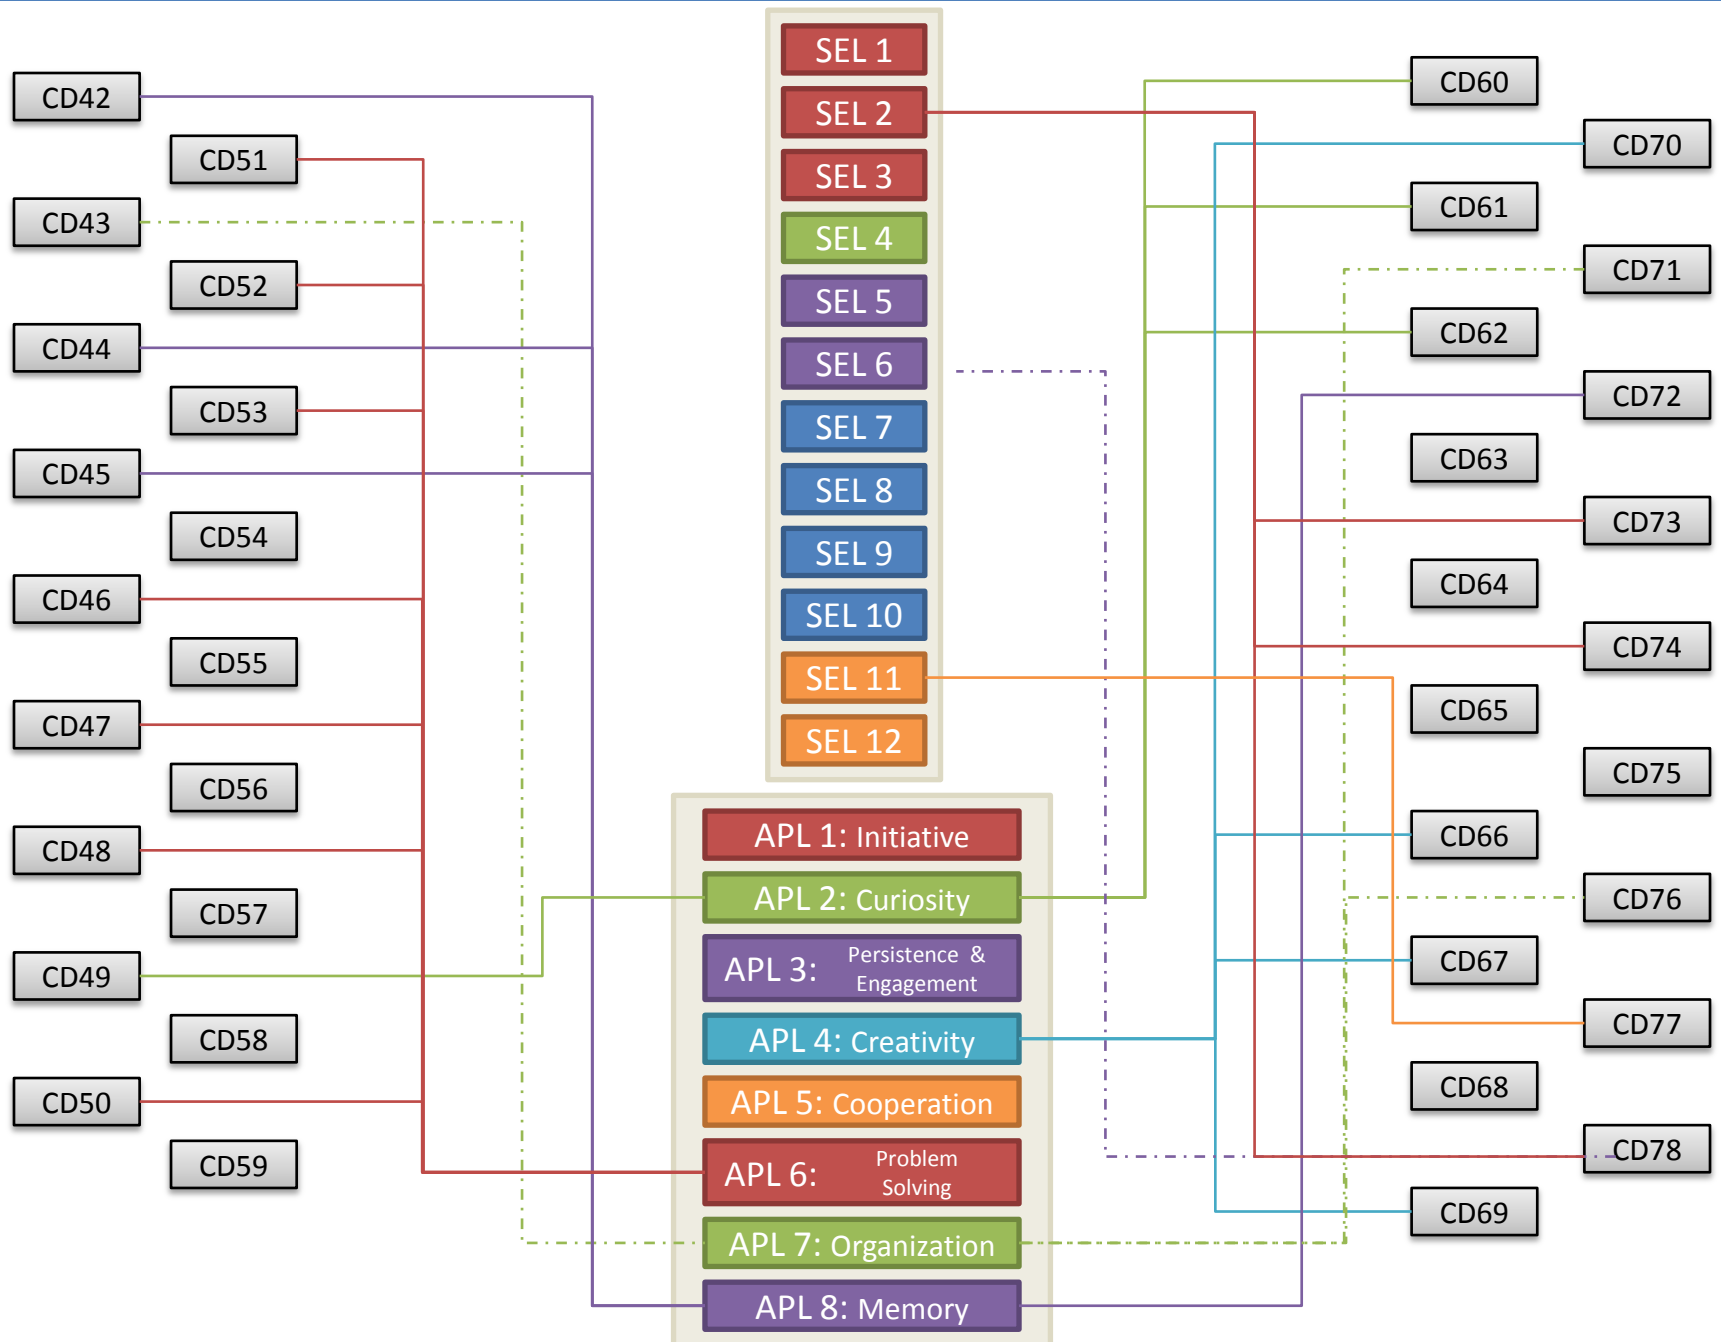 CD42
CD51
CD43
CD52
CD44
CD53
CD45
CD54
CD46
CD55
CD47
CD56
CD48
CD57
CD49
CD58
CD50
CD59
SEL 1
SEL 2
SEL 3
SEL 4
SEL 5
SEL 6
SEL 7
SEL 8
SEL 9
SEL 10
SEL 11
SEL 12
APL 1: Initiative
APL 2: Curiosity
APL 3: Persistence &
Engagement
APL 4: Creativity
APL 5: Cooperation
APL 6: Problem
Solving
APL 7: Organization
APL 8: Memory
CD60
CD70
CD61
CD71
CD62
CD72
CD63
CD73
CD64
CD74
CD65
CD75
CD66
CD76
CD67
CD77
CD68
CD78
CD69